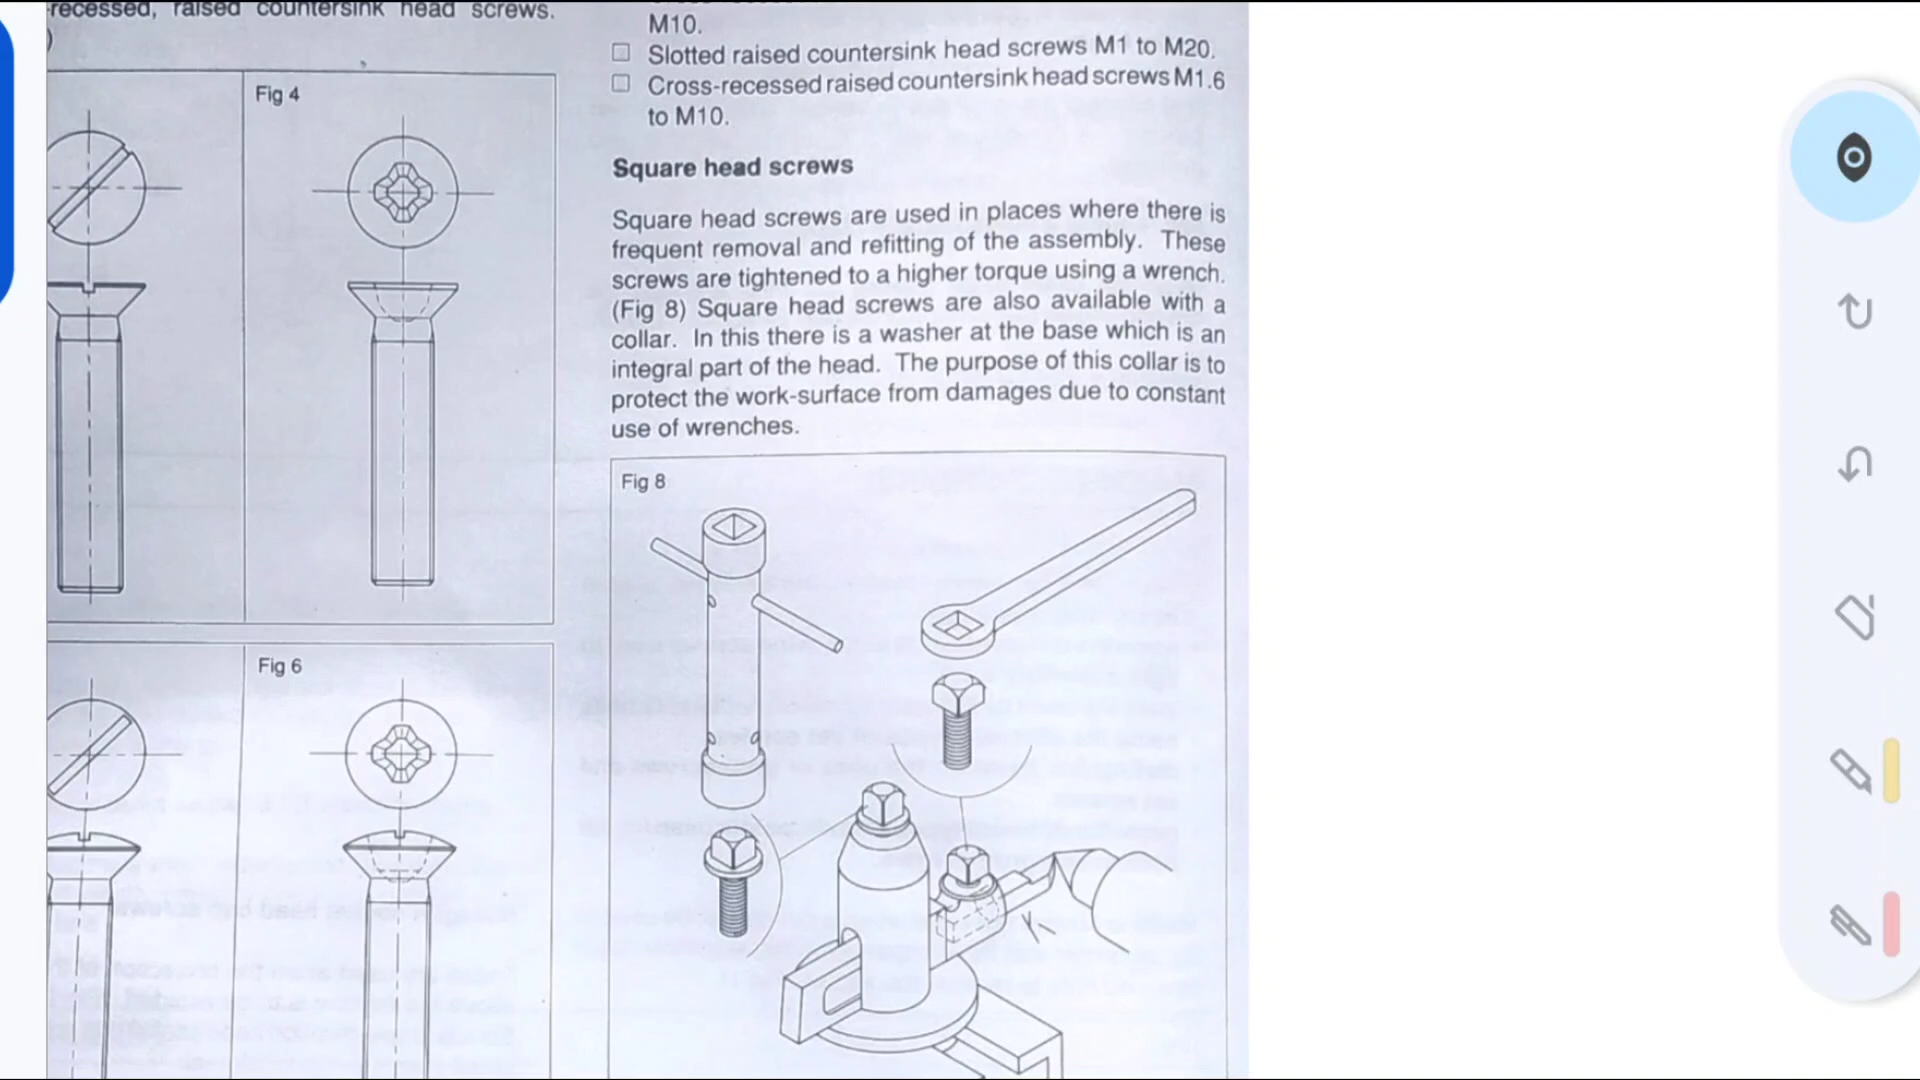 -recessed, raised countersink head screws.
)
Fig 4
Fig 6
M10.
Slotted raised countersink head screws M1 to M20.
Cross-recessed raised countersink head screws M1.6
to M10.
Square head screws
Square head screws are used in places where there is
frequent removal and refitting of the assembly. These
screws are tightened to a higher torque using a wrench.
(Fig 8) Square head screws are also available with a
collar. In this there is a washer at the base which is an
integral part of the head. The purpose of this collar is to
protect the work-surface from damages due to constant
use of wrenches.
Fig 8